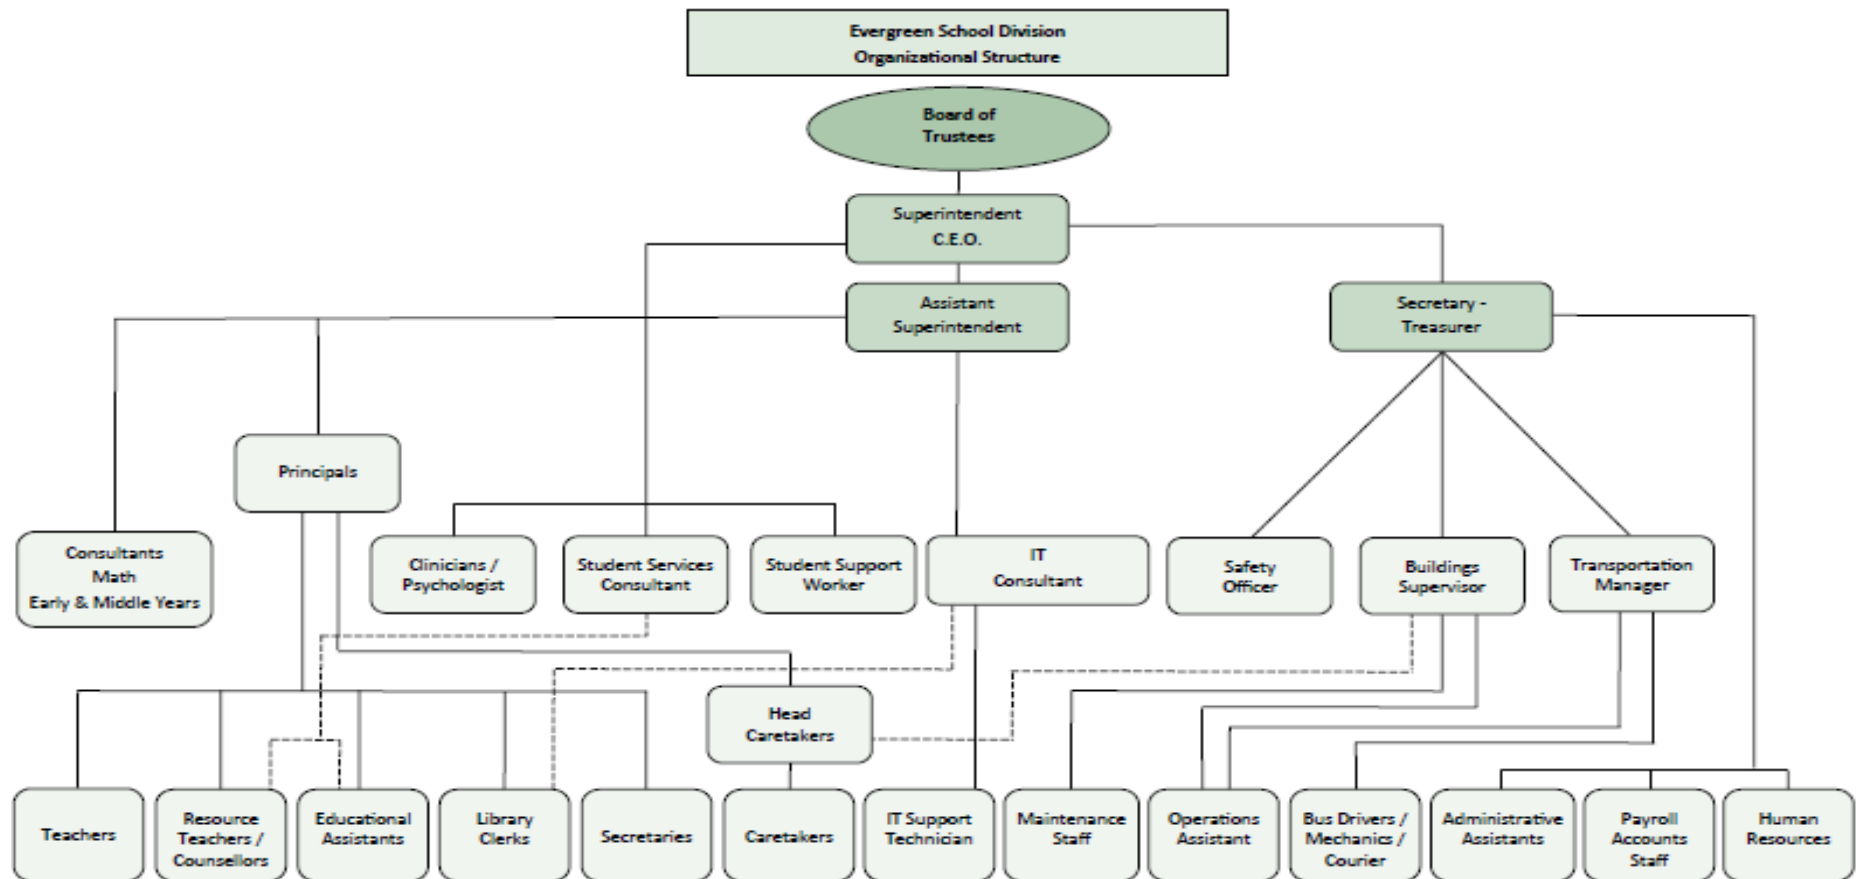 Evergreen School Division
Organizational Structure
Board of
Trustees
Superintendent
C.E.O.
Assistant
Superintendent
Secretary -
Treasurer
Principals
Consultants
Math
Early & Middle Years
Clinicians /
Psychologist
Student Services
Consultant
Student Support
Worker
IT
Consultant
Safety
Officer
Buildings
Supervisor
Transportation
Manager
Head
Caretakers
Teachers
Resource
Teachers /
Counsellors
Educational
Assistants
Library
Clerks
Secretaries
Caretakers
IT Support
Technician
Maintenance
Staff
Operations
Assistant
Bus Drivers /
Mechanics /
Courier
Administrative
Assistants
Payroll
Accounts
Staff
Human
Resources